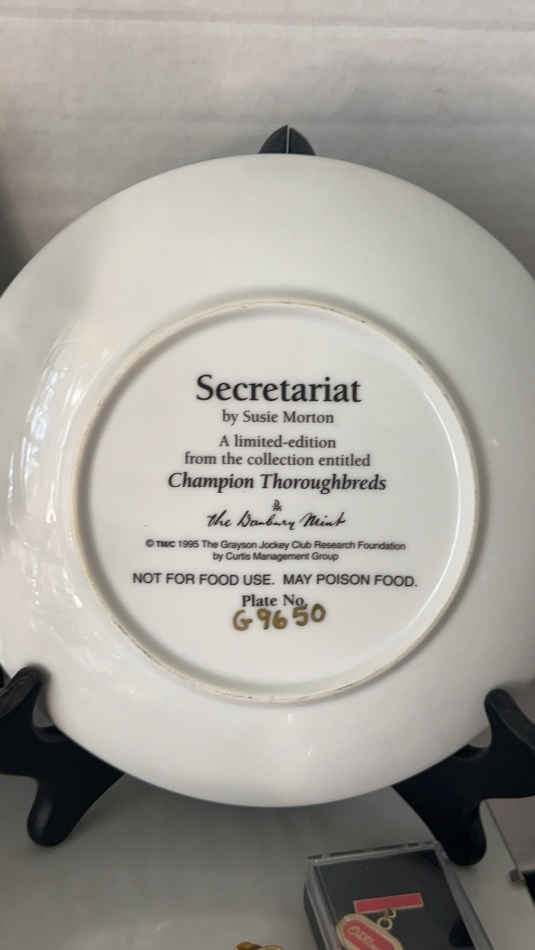 Secretariat
by Susie Morton
A limited-edition
from the collection entitled
Champion Thoroughbreds
The Danbury Mint
© TM/C 1995 The Grayson Jockey Club Research Foundation
by Curtis Management Group
NOT FOR FOOD USE. MAY POISON FOOD.
Plate No.
G9650